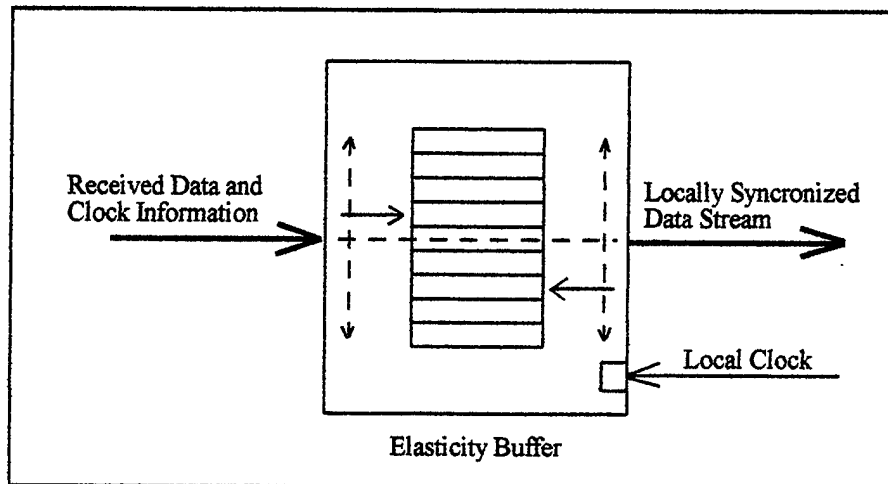 Received Data and
Clock Information
Locally Syncronized
Data Stream
Local Clock
Elasticity Buffer